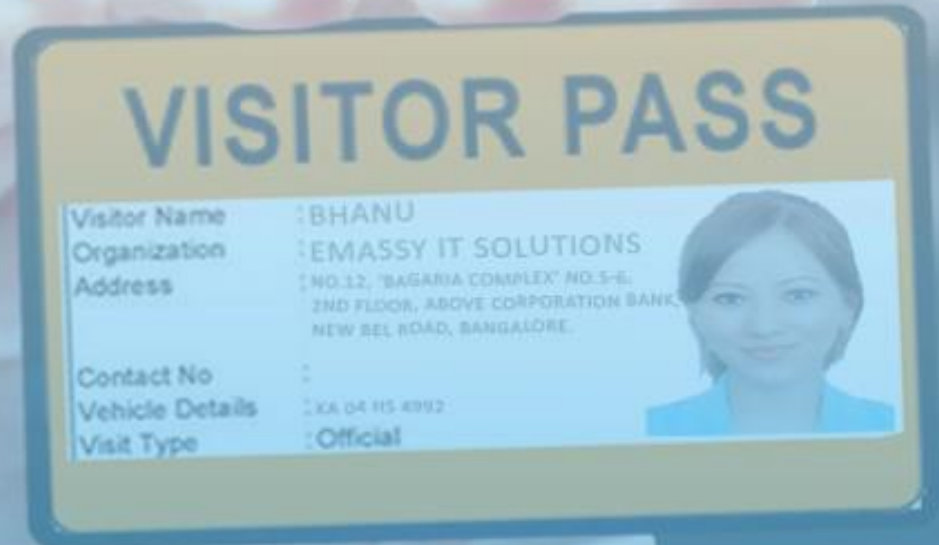 VISITOR PASS
Visitor Name : BHANU
Organization : EMASSY IT SOLUTIONS
Address : NO.12, "BAGARIA COMPLEX" NO.5-6,
2ND FLOOR, ABOVE CORPORATION BANK,
NEW BEL ROAD, BANGALORE.
Contact No :
Vehicle Details : KA 04 HS 4992
Visit Type : Official